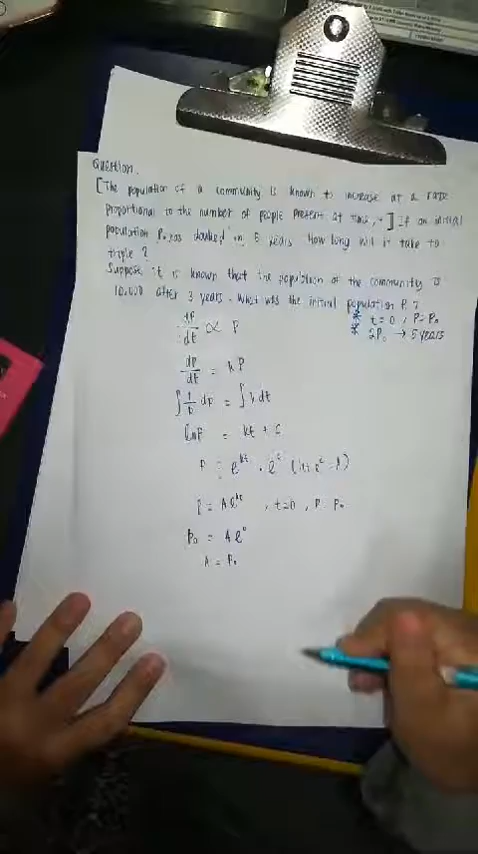 Question.
[The population of a community is known to increase at a rate
proportional to the number of people present at time, t] If an initial
population P₀ has doubled in 5 years. How long will it take to
triple?
Suppose it is known that the population of the community is
10,000 after 3 years. What was the initial population P ?
dP/dt ∝ P
* t=0, P=P₀
* 2P₀ → 5 years
dP/dt = kP
∫ 1/P dP = ∫ k dt
ln P = kt + c
P = e^kt · e^c (let e^c = A)
P = Ae^kt , t=0, P = P₀
P₀ = Ae⁰
A = P₀